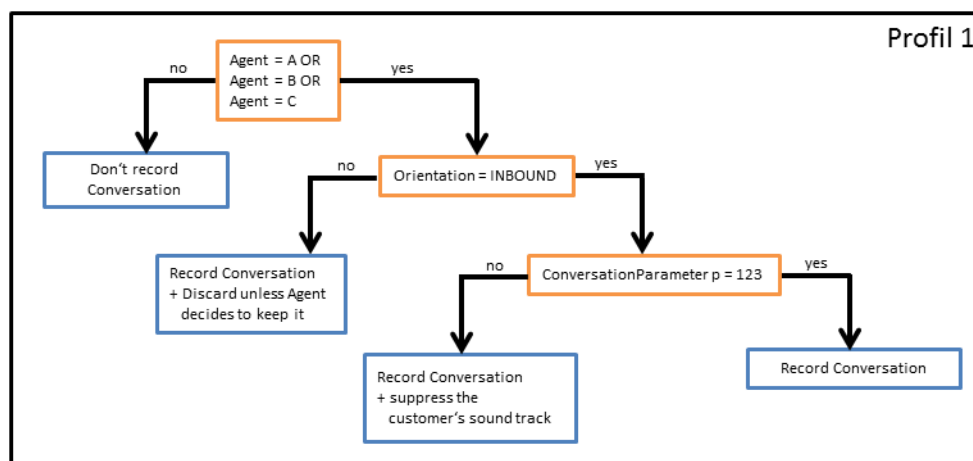 Profil 1
Agent = A OR
Agent = B OR
Agent = C
no
yes
Don't record
Conversation
no
Orientation = INBOUND
yes
Record Conversation
+ Discard unless Agent
decides to keep it
no
ConversationParameter p = 123
yes
Record Conversation
+ suppress the
customer's sound track
Record Conversation